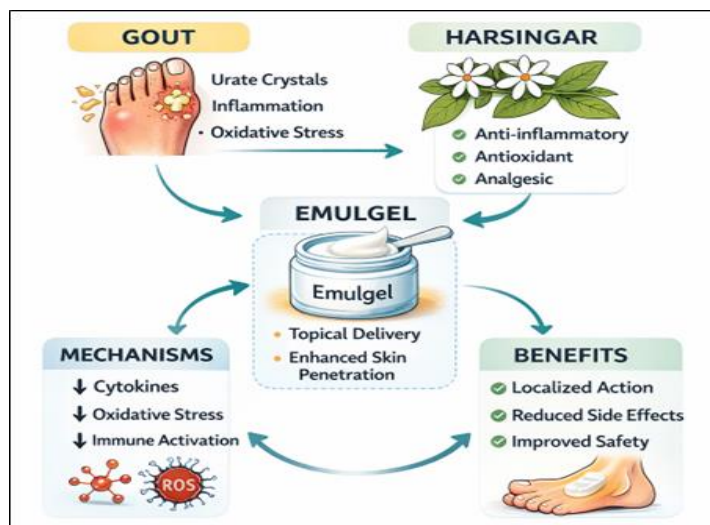 GOUT
Urate Crystals
Inflammation
· Oxidative Stress
HARSINGAR
Anti-inflammatory
Antioxidant
Analgesic
EMULGEL
Emulgel
• Topical Delivery
• Enhanced Skin
Penetration
MECHANISMS
↓ Cytokines
↓ Oxidative Stress
↓ Immune Activation
ROS
BENEFITS
Localized Action
Reduced Side Effects
Improved Safety